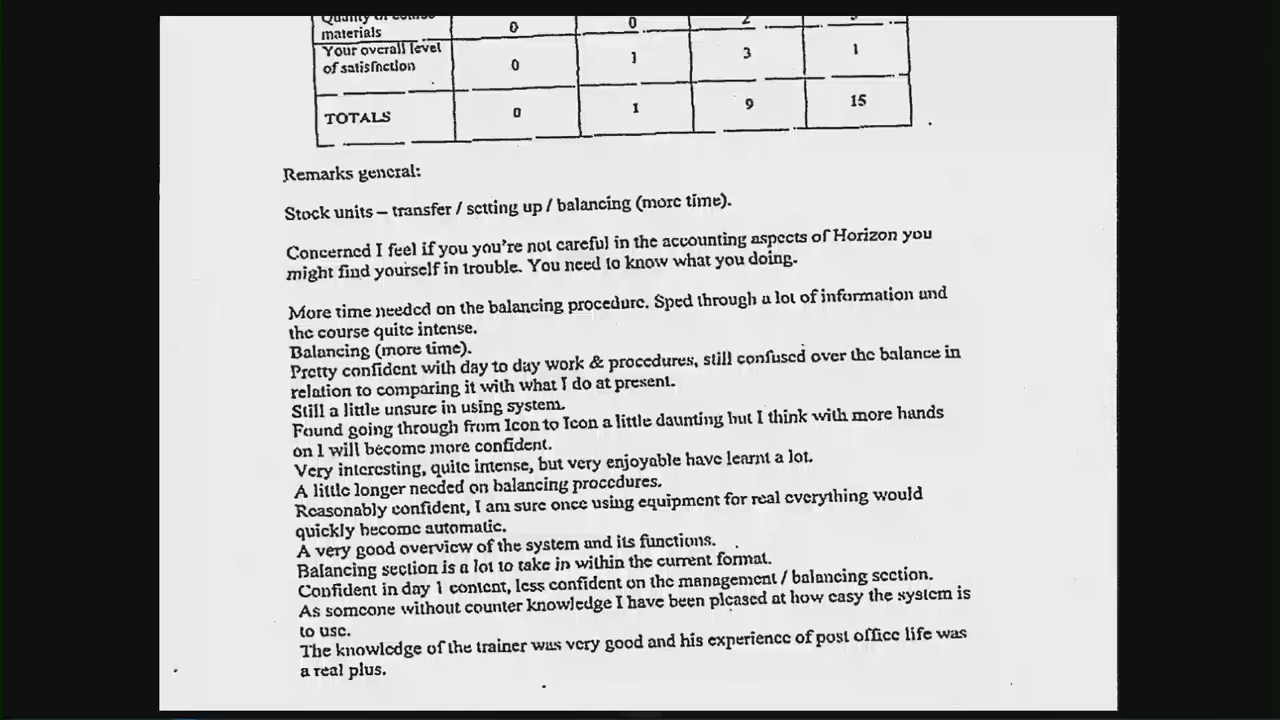 materials 0 0 2
Your overall level
of satisfaction 0 1 3 1
TOTALS 0 1 9 15
Remarks general:
Stock units – transfer / setting up / balancing (more time).
Concerned I feel if you you're not careful in the accounting aspects of Horizon you
might find yourself in trouble. You need to know what you doing.
More time needed on the balancing procedure. Sped through a lot of information and
the course quite intense.
Balancing (more time).
Pretty confident with day to day work & procedures, still confused over the balance in
relation to comparing it with what I do at present.
Still a little unsure in using system.
Found going through from Icon to Icon a little daunting but I think with more hands
on I will become more confident.
Very interesting, quite intense, but very enjoyable have learnt a lot.
A little longer needed on balancing procedures.
Reasonably confident, I am sure once using equipment for real everything would
quickly become automatic.
A very good overview of the system and its functions.
Balancing section is a lot to take in within the current format.
Confident in day 1 content, less confident on the management / balancing section.
As someone without counter knowledge I have been pleased at how easy the system is
to use.
The knowledge of the trainer was very good and his experience of post office life was
a real plus.